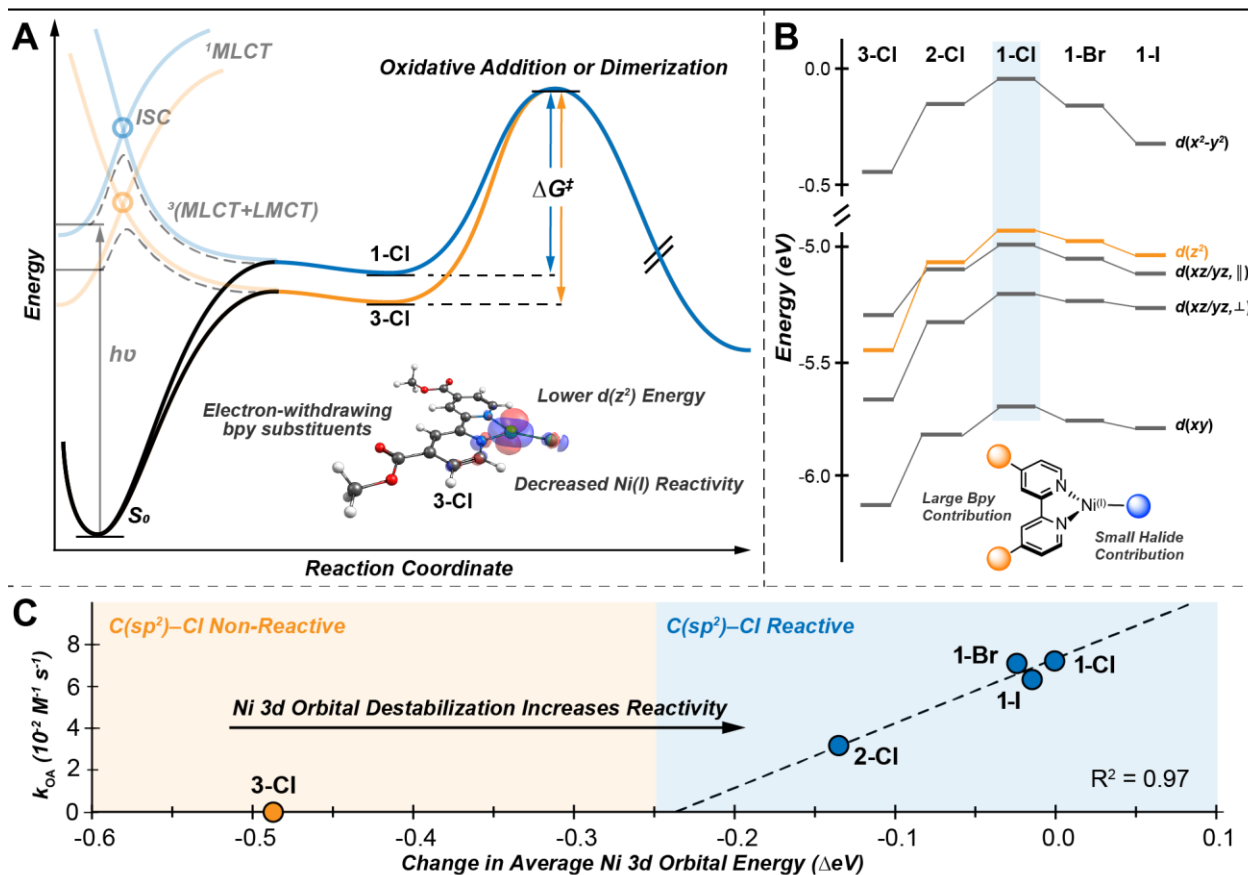 A
¹MLCT
ISC
³(MLCT+LMCT)
hυ
S₀
Energy
Reaction Coordinate
Oxidative Addition or Dimerization
ΔG‡
1-Cl
3-Cl
Electron-withdrawing
bpy substituents
Lower d(z²) Energy
Decreased Ni(I) Reactivity
3-Cl
B
3-Cl 2-Cl 1-Cl 1-Br 1-I
0.0
-0.5
-5.0
-5.5
-6.0
Energy (eV)
d(x²-y²)
d(z²)
d(xz/yz, ||)
d(xz/yz, ⊥)
d(xy)
Large Bpy
Contribution
N
N
Ni(I)
Small Halide
Contribution
C
C(sp²)–Cl Non-Reactive
C(sp²)–Cl Reactive
Ni 3d Orbital Destabilization Increases Reactivity
3-Cl
2-Cl
1-Br
1-I
1-Cl
R² = 0.97
k_OA (10⁻² M⁻¹ s⁻¹)
8
6
4
2
0
-0.6 -0.5 -0.4 -0.3 -0.2 -0.1 0.0 0.1
Change in Average Ni 3d Orbital Energy (ΔeV)